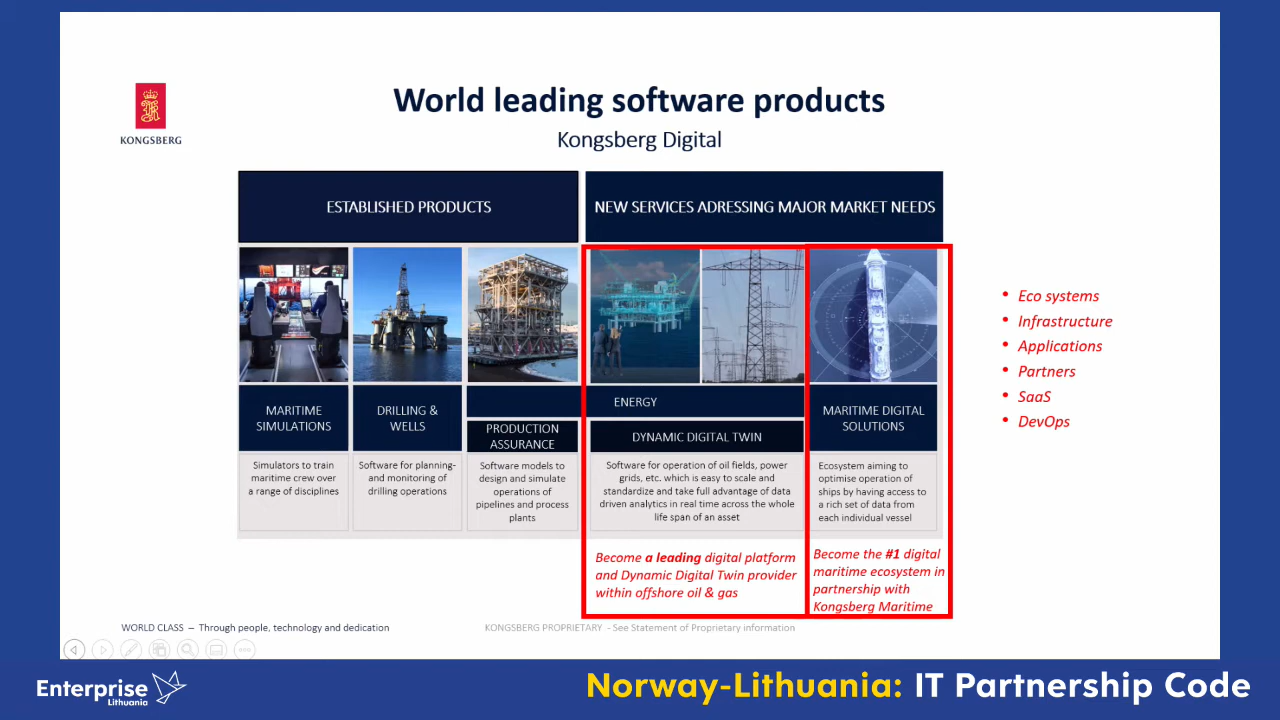 World leading software products
Kongsberg Digital
KONGSBERG
ESTABLISHED PRODUCTS
NEW SERVICES ADRESSING MAJOR MARKET NEEDS
MARITIME
SIMULATIONS
Simulators to train
maritime crew over
a range of disciplines
DRILLING &
WELLS
Software for planning-
and monitoring of
drilling operations
ENERGY
PRODUCTION
ASSURANCE
Software models to
design and simulate
operations of
pipelines and process
plants
DYNAMIC DIGITAL TWIN
Software for operation of oil fields, power
grids, etc. which is easy to scale and
standardize and take full advantage of data
driven analytics in real time across the whole
life span of an asset
Become a leading digital platform
and Dynamic Digital Twin provider
within offshore oil & gas
MARITIME DIGITAL
SOLUTIONS
Ecosystem aiming to
optimise operation of
ships by having access to
a rich set of data from
each individual vessel
Become the #1 digital
maritime ecosystem in
partnership with
Kongsberg Maritime
• Eco systems
• Infrastructure
• Applications
• Partners
• SaaS
• DevOps
WORLD CLASS – Through people, technology and dedication
KONGSBERG PROPRIETARY - See Statement of Proprietary information
Enterprise
Lithuania
Norway-Lithuania: IT Partnership Code